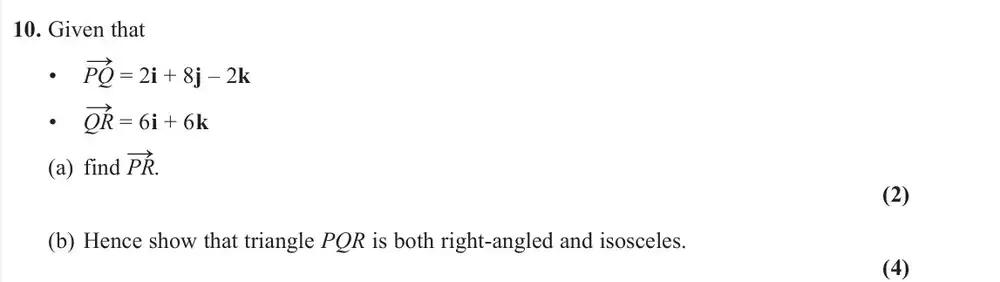 10. Given that
• PQ⃗ = 2i + 8j – 2k
• QR⃗ = 6i + 6k
(a) find PR⃗.
(2)
(b) Hence show that triangle PQR is both right-angled and isosceles.
(4)